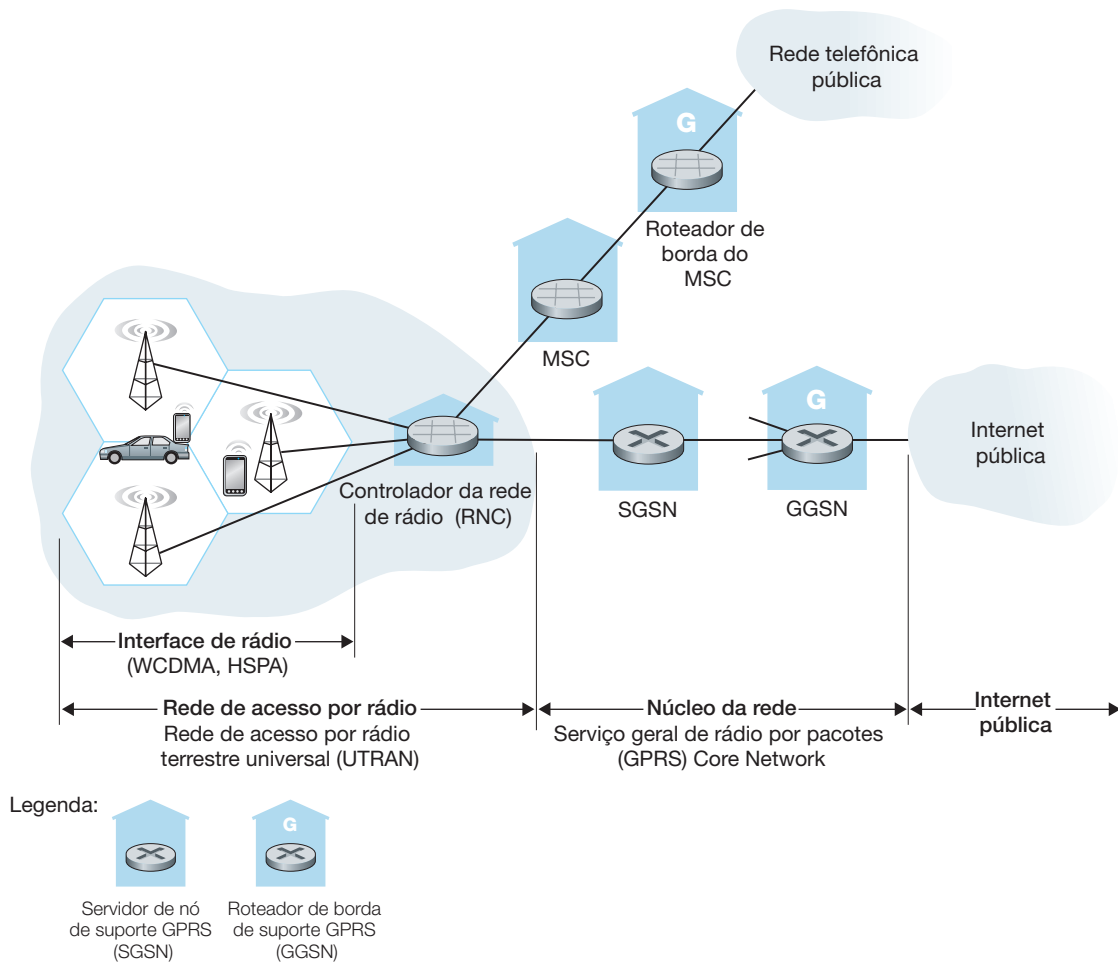 Rede telefônica
pública
G
Roteador de
borda do
MSC
MSC
G
Internet
pública
Controlador da rede
de rádio (RNC)
SGSN
GGSN
Interface de rádio
(WCDMA, HSPA)
Rede de acesso por rádio
Rede de acesso por rádio
terrestre universal (UTRAN)
Núcleo da rede
Serviço geral de rádio por pacotes
(GPRS) Core Network
Internet
pública
Legenda:
G
Servidor de nó
de suporte GPRS
(SGSN)
Roteador de borda
de suporte GPRS
(GGSN)